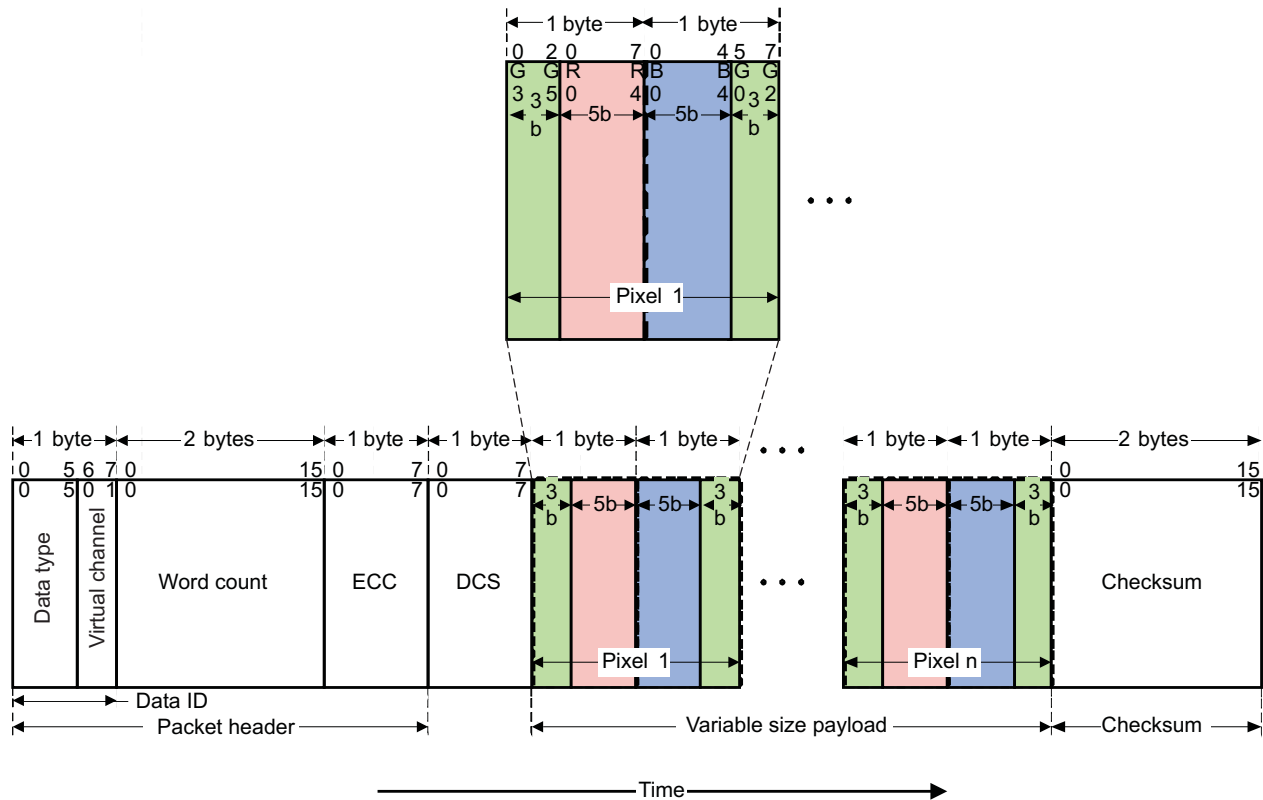 1 byte 1 byte
0 2 0 7 0 4 5 7
G G R R B B G G
3 5 0 4 0 4 0 2
3 b 5b 5b 3 b
...
Pixel 1
1 byte 2 bytes 1 byte 1 byte 1 byte 1 byte ... 1 byte 1 byte 2 bytes
0 5 6 7 0 15 0 7 0 7 0 15
0 5 0 1 0 15 0 7 0 7 0 15
3 b 5b 5b 3 b 3 b 5b 5b 3 b
Data type Virtual channel Word count ECC DCS ... Checksum
Pixel 1 Pixel n
Data ID
Packet header Variable size payload Checksum
Time